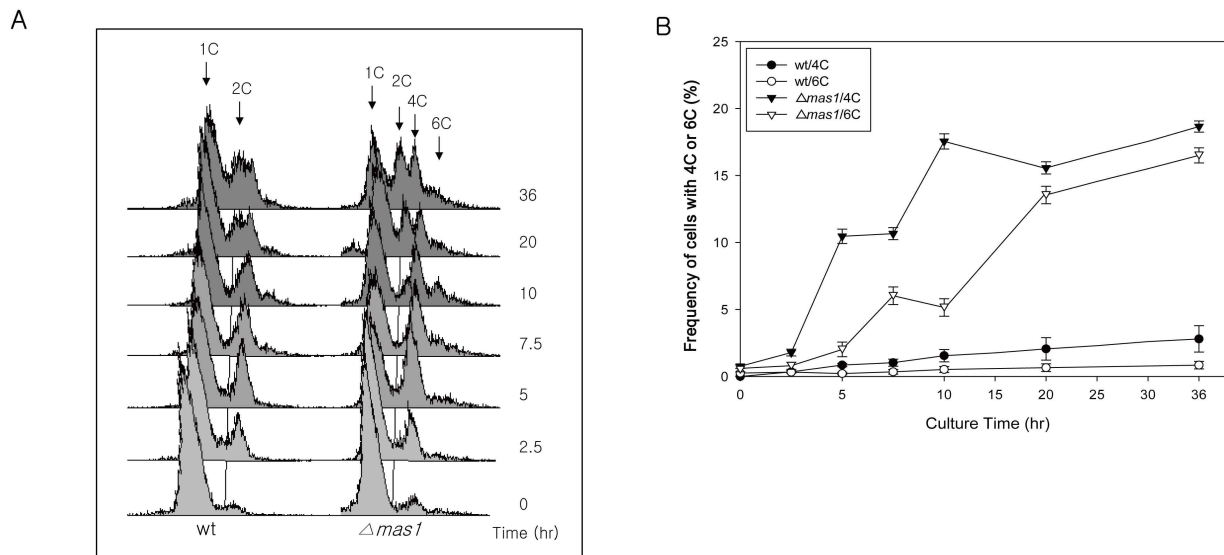 A
1C
2C
1C
2C
4C
6C
36
20
10
7.5
5
2.5
0
wt
△mas1
Time (hr)
B
Frequency of cells with 4C or 6C (%)
25
20
15
10
5
0
wt/4C
wt/6C
△mas1/4C
△mas1/6C
0 5 10 15 20 25 30 36
Culture Time (hr)